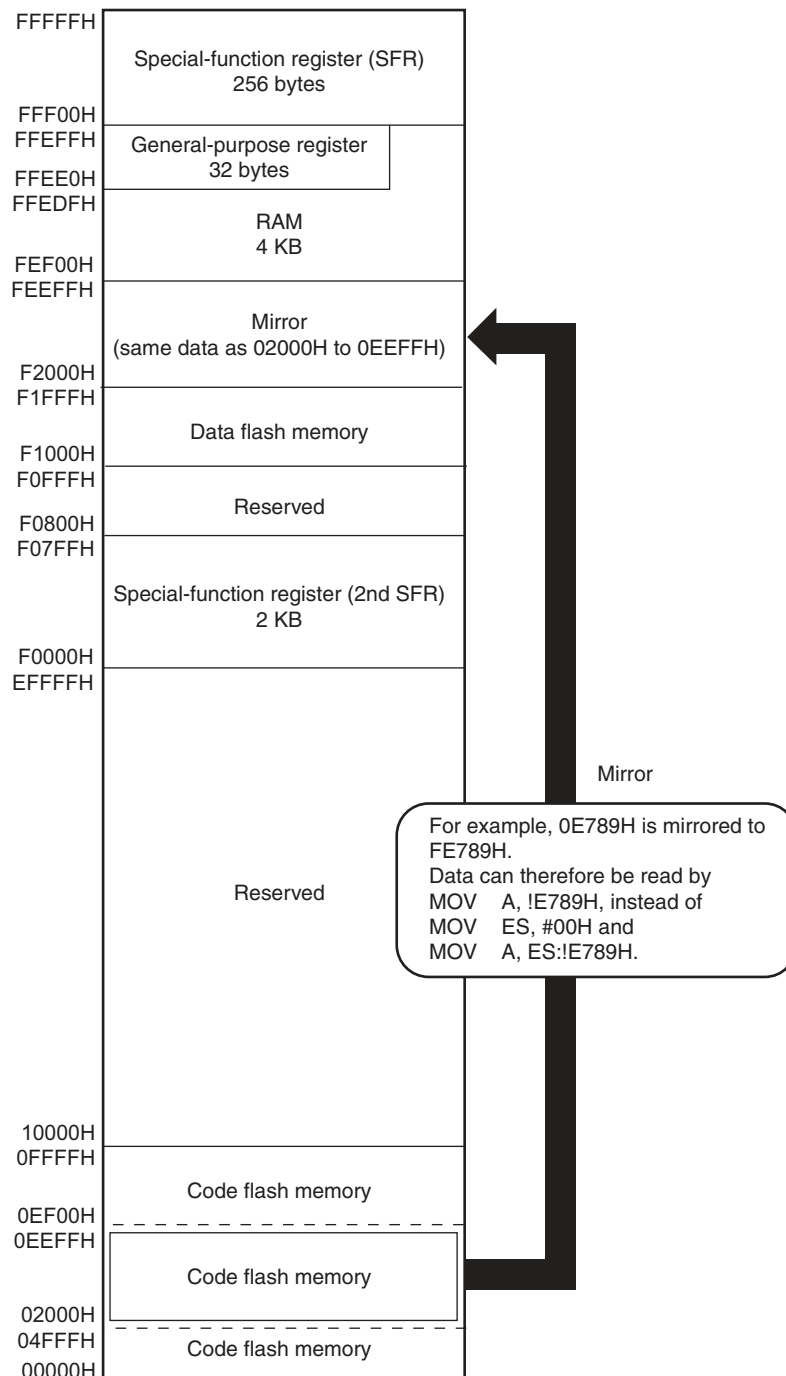 FFFFFH
Special-function register (SFR)
256 bytes
FFF00H
FFEFFH
General-purpose register
32 bytes
FFEE0H
FFEDFH
RAM
4 KB
FEF00H
FEEFFH
Mirror
(same data as 02000H to 0EEFFH)
F2000H
F1FFFH
Data flash memory
F1000H
F0FFFH
Reserved
F0800H
F07FFH
Special-function register (2nd SFR)
2 KB
F0000H
EFFFFH
Mirror
For example, 0E789H is mirrored to
FE789H.
Data can therefore be read by
MOV A, !E789H, instead of
MOV ES, #00H and
MOV A, ES:!E789H.
Reserved
10000H
0FFFFH
Code flash memory
0EF00H
0EEFFH
Code flash memory
02000H
04FFFH
Code flash memory
00000H